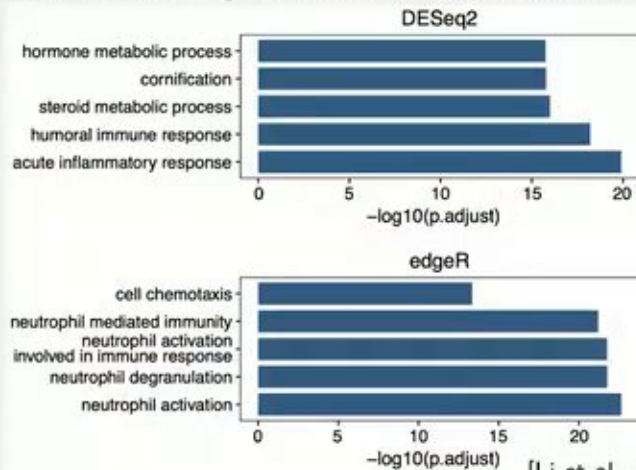 DESeq2
hormone metabolic process
cornification
steroid metabolic process
humoral immune response
acute inflammatory response
0 5 10 15 20
-log10(p.adjust)
edgeR
cell chemotaxis
neutrophil mediated immunity
neutrophil activation
involved in immune response
neutrophil degranulation
neutrophil activation
0 5 10 15 20
-log10(p.adjust)